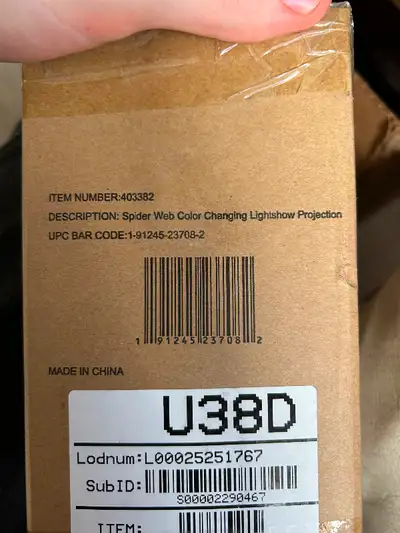 ITEM NUMBER:403382
DESCRIPTION: Spider Web Color Changing Lightshow Projection
UPC BAR CODE:1-91245-23708-2
1 91245 23708 2
MADE IN CHINA
U38D
Lodnum:L00025251767
SubID:
S00002290467
ITEM: